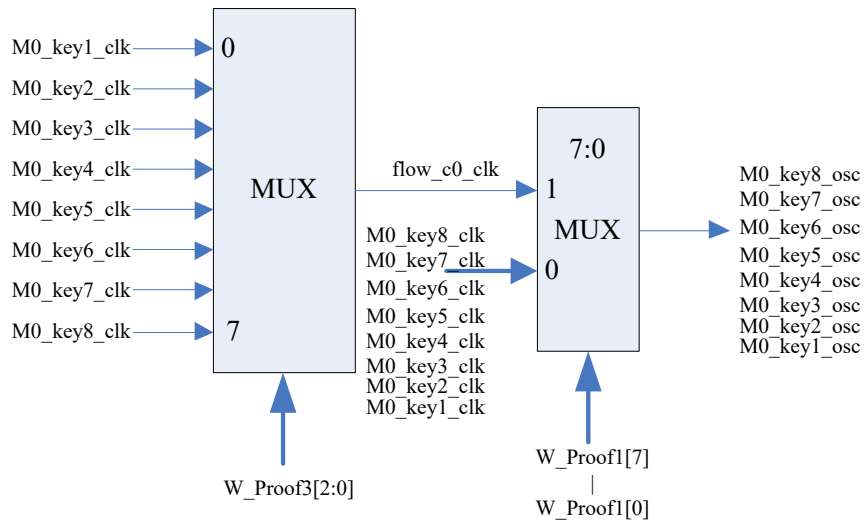 M0_key1_clk
M0_key2_clk
M0_key3_clk
M0_key4_clk
M0_key5_clk
M0_key6_clk
M0_key7_clk
M0_key8_clk
0
MUX
7
W_Proof3[2:0]
flow_c0_clk
M0_key8_clk
M0_key7_clk
M0_key6_clk
M0_key5_clk
M0_key4_clk
M0_key3_clk
M0_key2_clk
M0_key1_clk
7:0
1
MUX
0
W_Proof1[7]
|
W_Proof1[0]
M0_key8_osc
M0_key7_osc
M0_key6_osc
M0_key5_osc
M0_key4_osc
M0_key3_osc
M0_key2_osc
M0_key1_osc